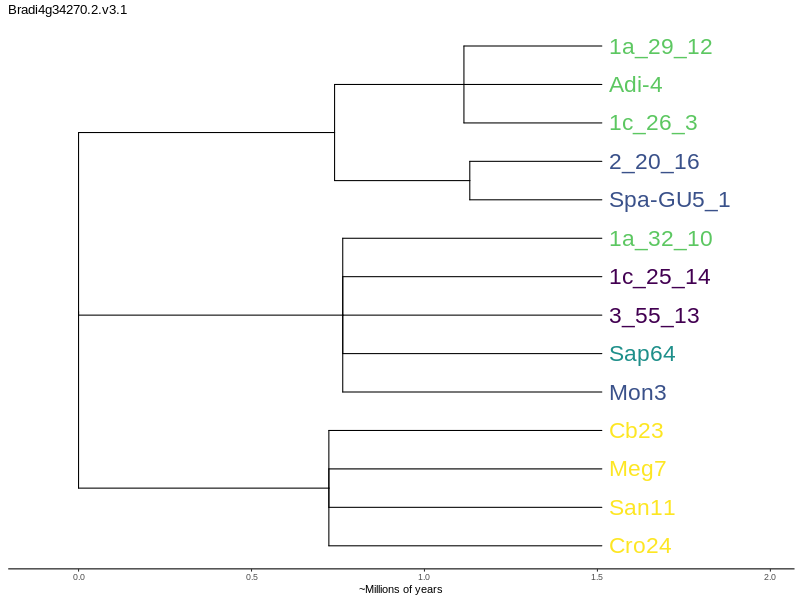 Bradi4g34270.2.v3.1
1a_29_12
Adi-4
1c_26_3
2_20_16
Spa-GU5_1
1a_32_10
1c_25_14
3_55_13
Sap64
Mon3
Cb23
Meg7
San11
Cro24
0.0 0.5 1.0 1.5 2.0
~Millions of years